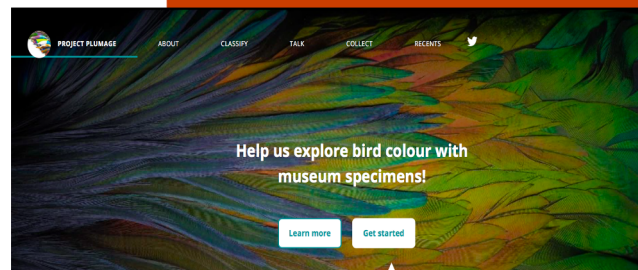 PROJECT PLUMAGE ABOUT CLASSIFY TALK COLLECT RECENTS
Help us explore bird colour with
museum specimens!
Learn more Get started